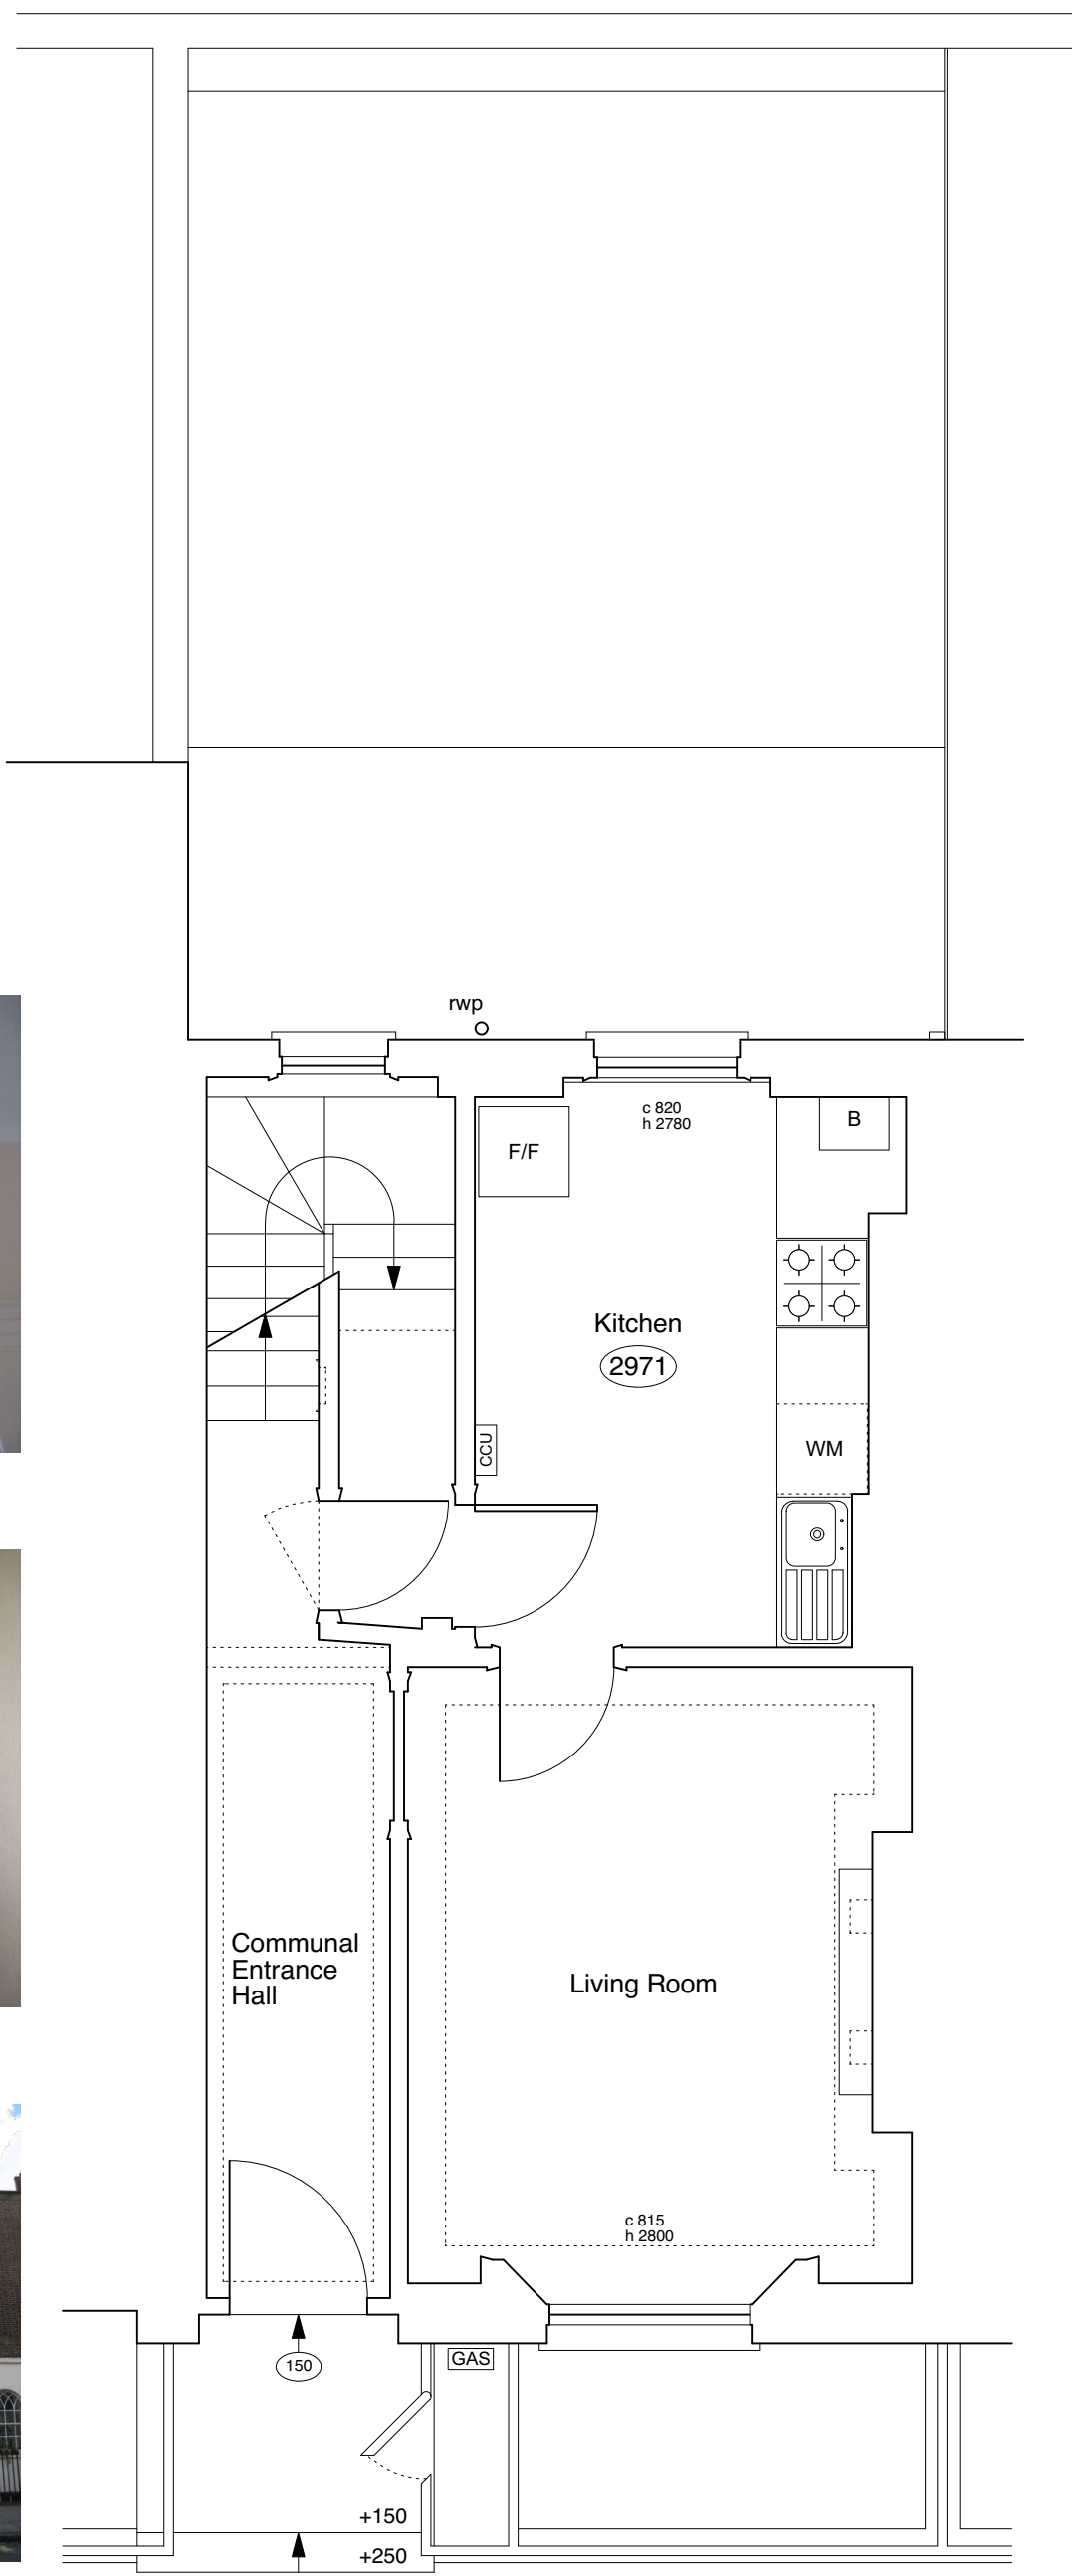 rwp
c 820
h 2780
B
F/F
Kitchen
2971
CCU
WM
Communal
Entrance
Hall
Living Room
c 815
h 2800
150
GAS
+150
+250